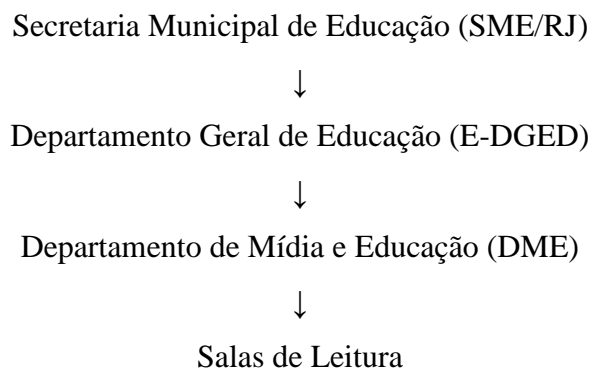 Secretaria Municipal de Educação (SME/RJ)
↓
Departamento Geral de Educação (E-DGED)
↓
Departamento de Mídia e Educação (DME)
↓
Salas de Leitura